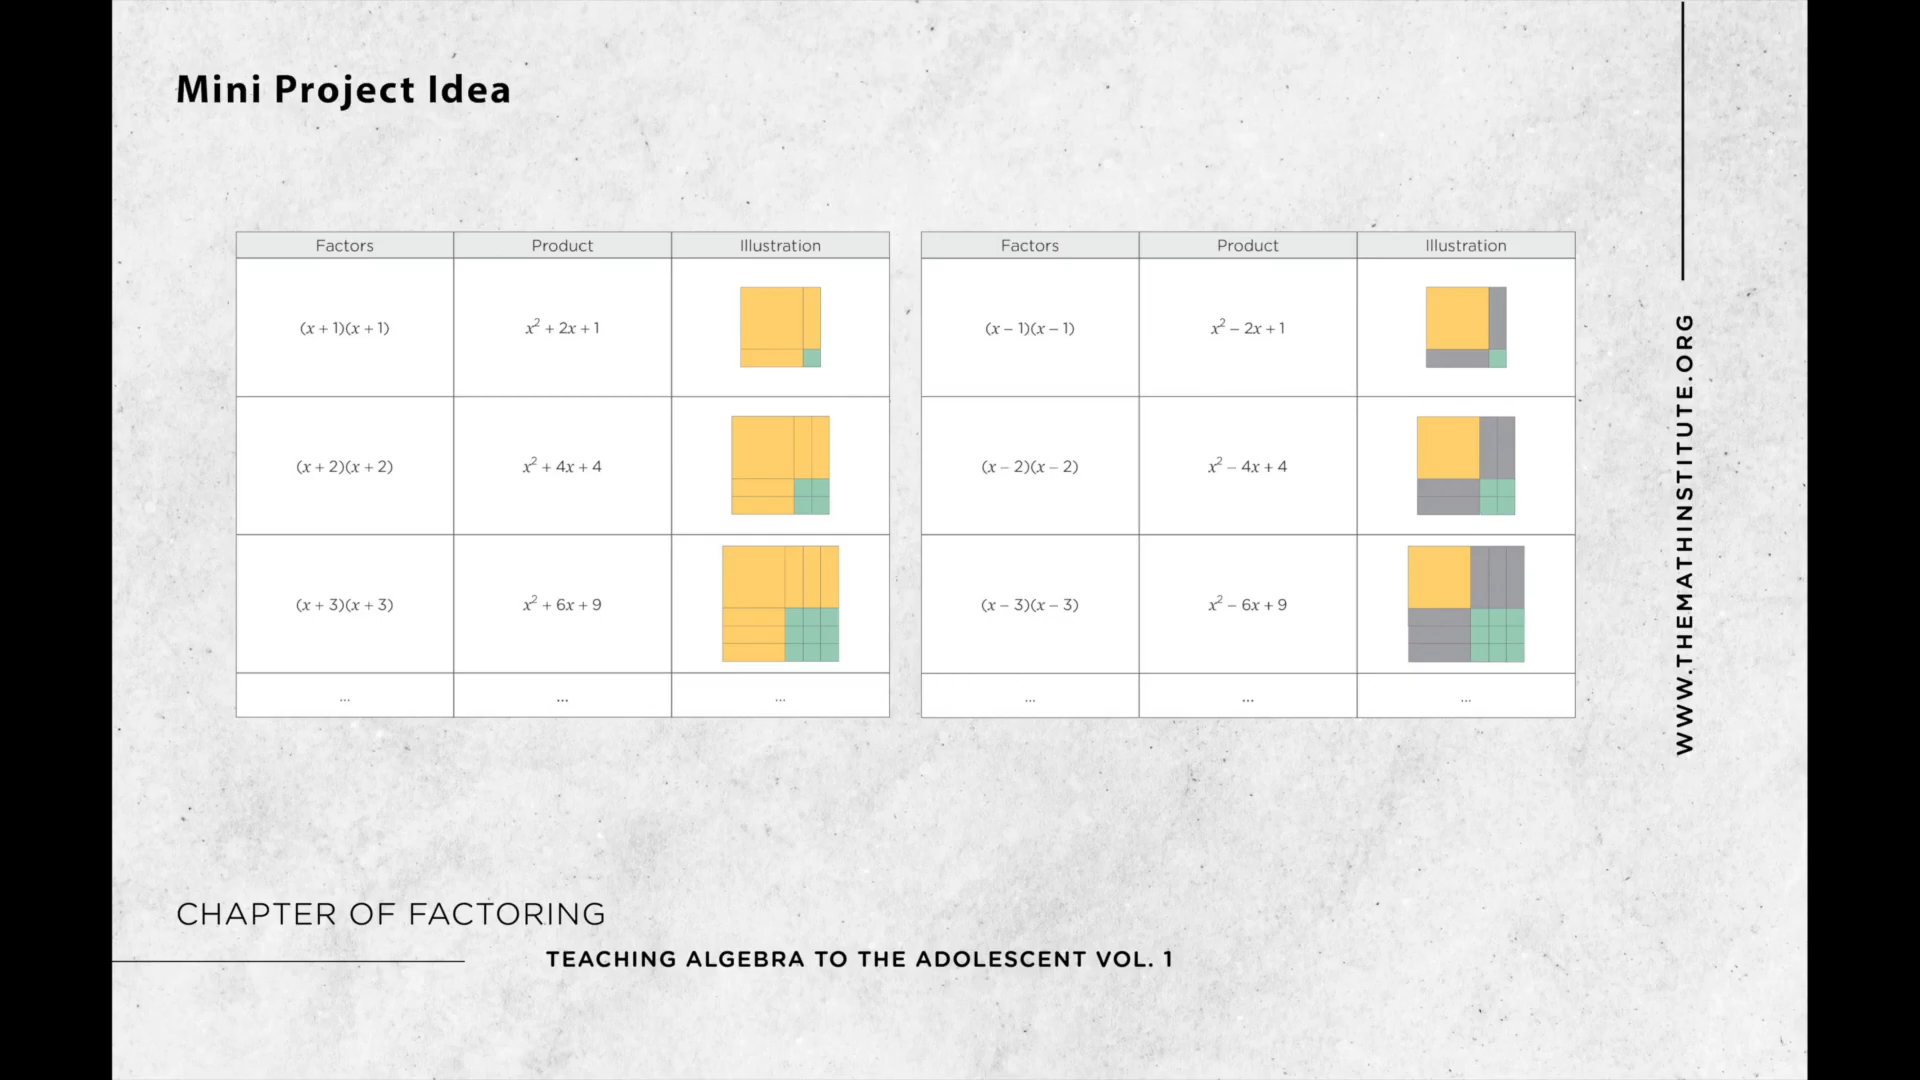 Mini Project Idea
Factors Product Illustration
(x + 1)(x + 1) x² + 2x + 1
(x + 2)(x + 2) x² + 4x + 4
(x + 3)(x + 3) x² + 6x + 9
... ... ...
Factors Product Illustration
(x – 1)(x – 1) x² – 2x + 1
(x – 2)(x – 2) x² – 4x + 4
(x – 3)(x – 3) x² – 6x + 9
... ... ...
WWW.THEMATHINSTITUTE.ORG
CHAPTER OF FACTORING
TEACHING ALGEBRA TO THE ADOLESCENT VOL. 1